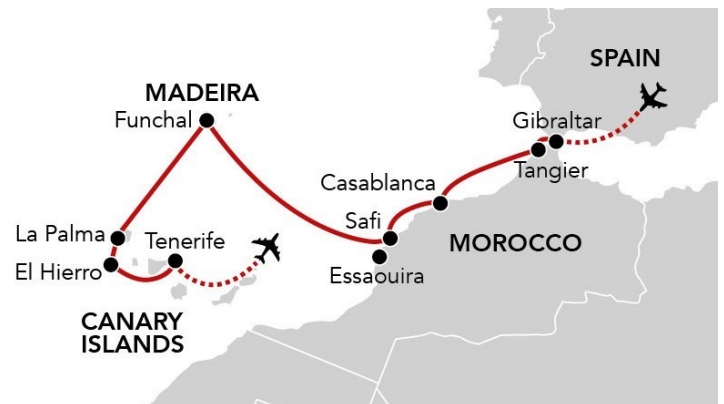 SPAIN
MADEIRA
Funchal
Gibraltar
Tangier
Casablanca
Safi
La Palma
Tenerife
MOROCCO
El Hierro
Essaouira
CANARY
ISLANDS